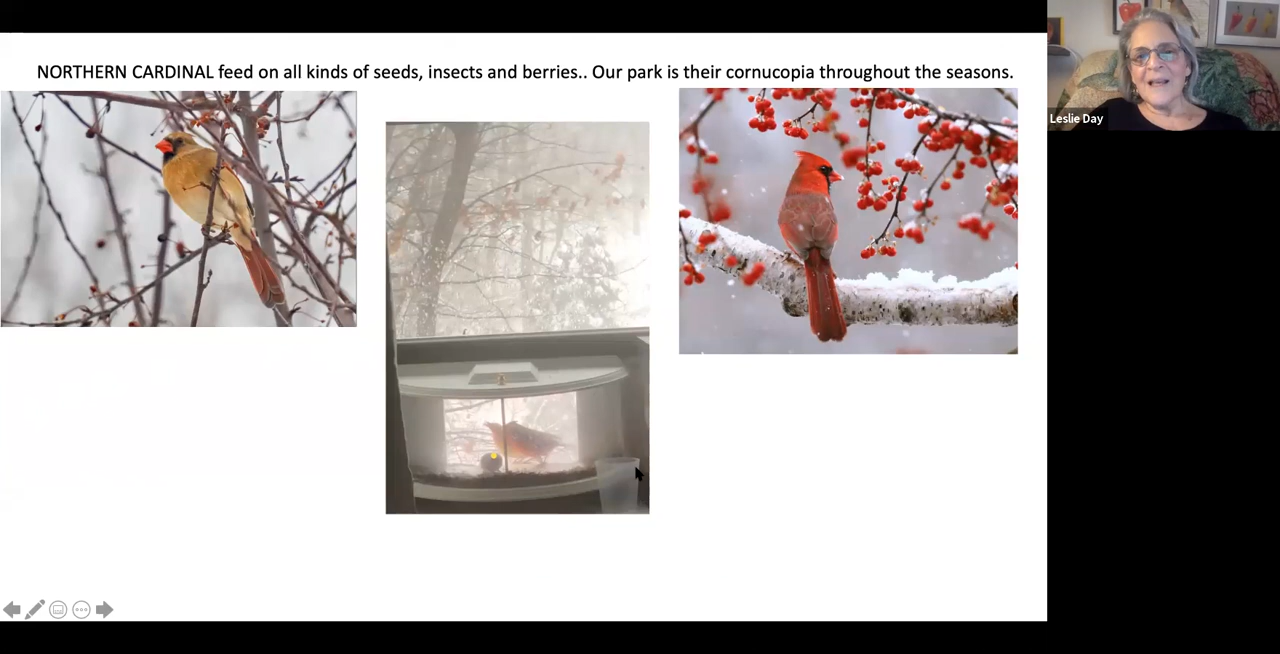 NORTHERN CARDINAL feed on all kinds of seeds, insects and berries.. Our park is their cornucopia throughout the seasons.
Leslie Day